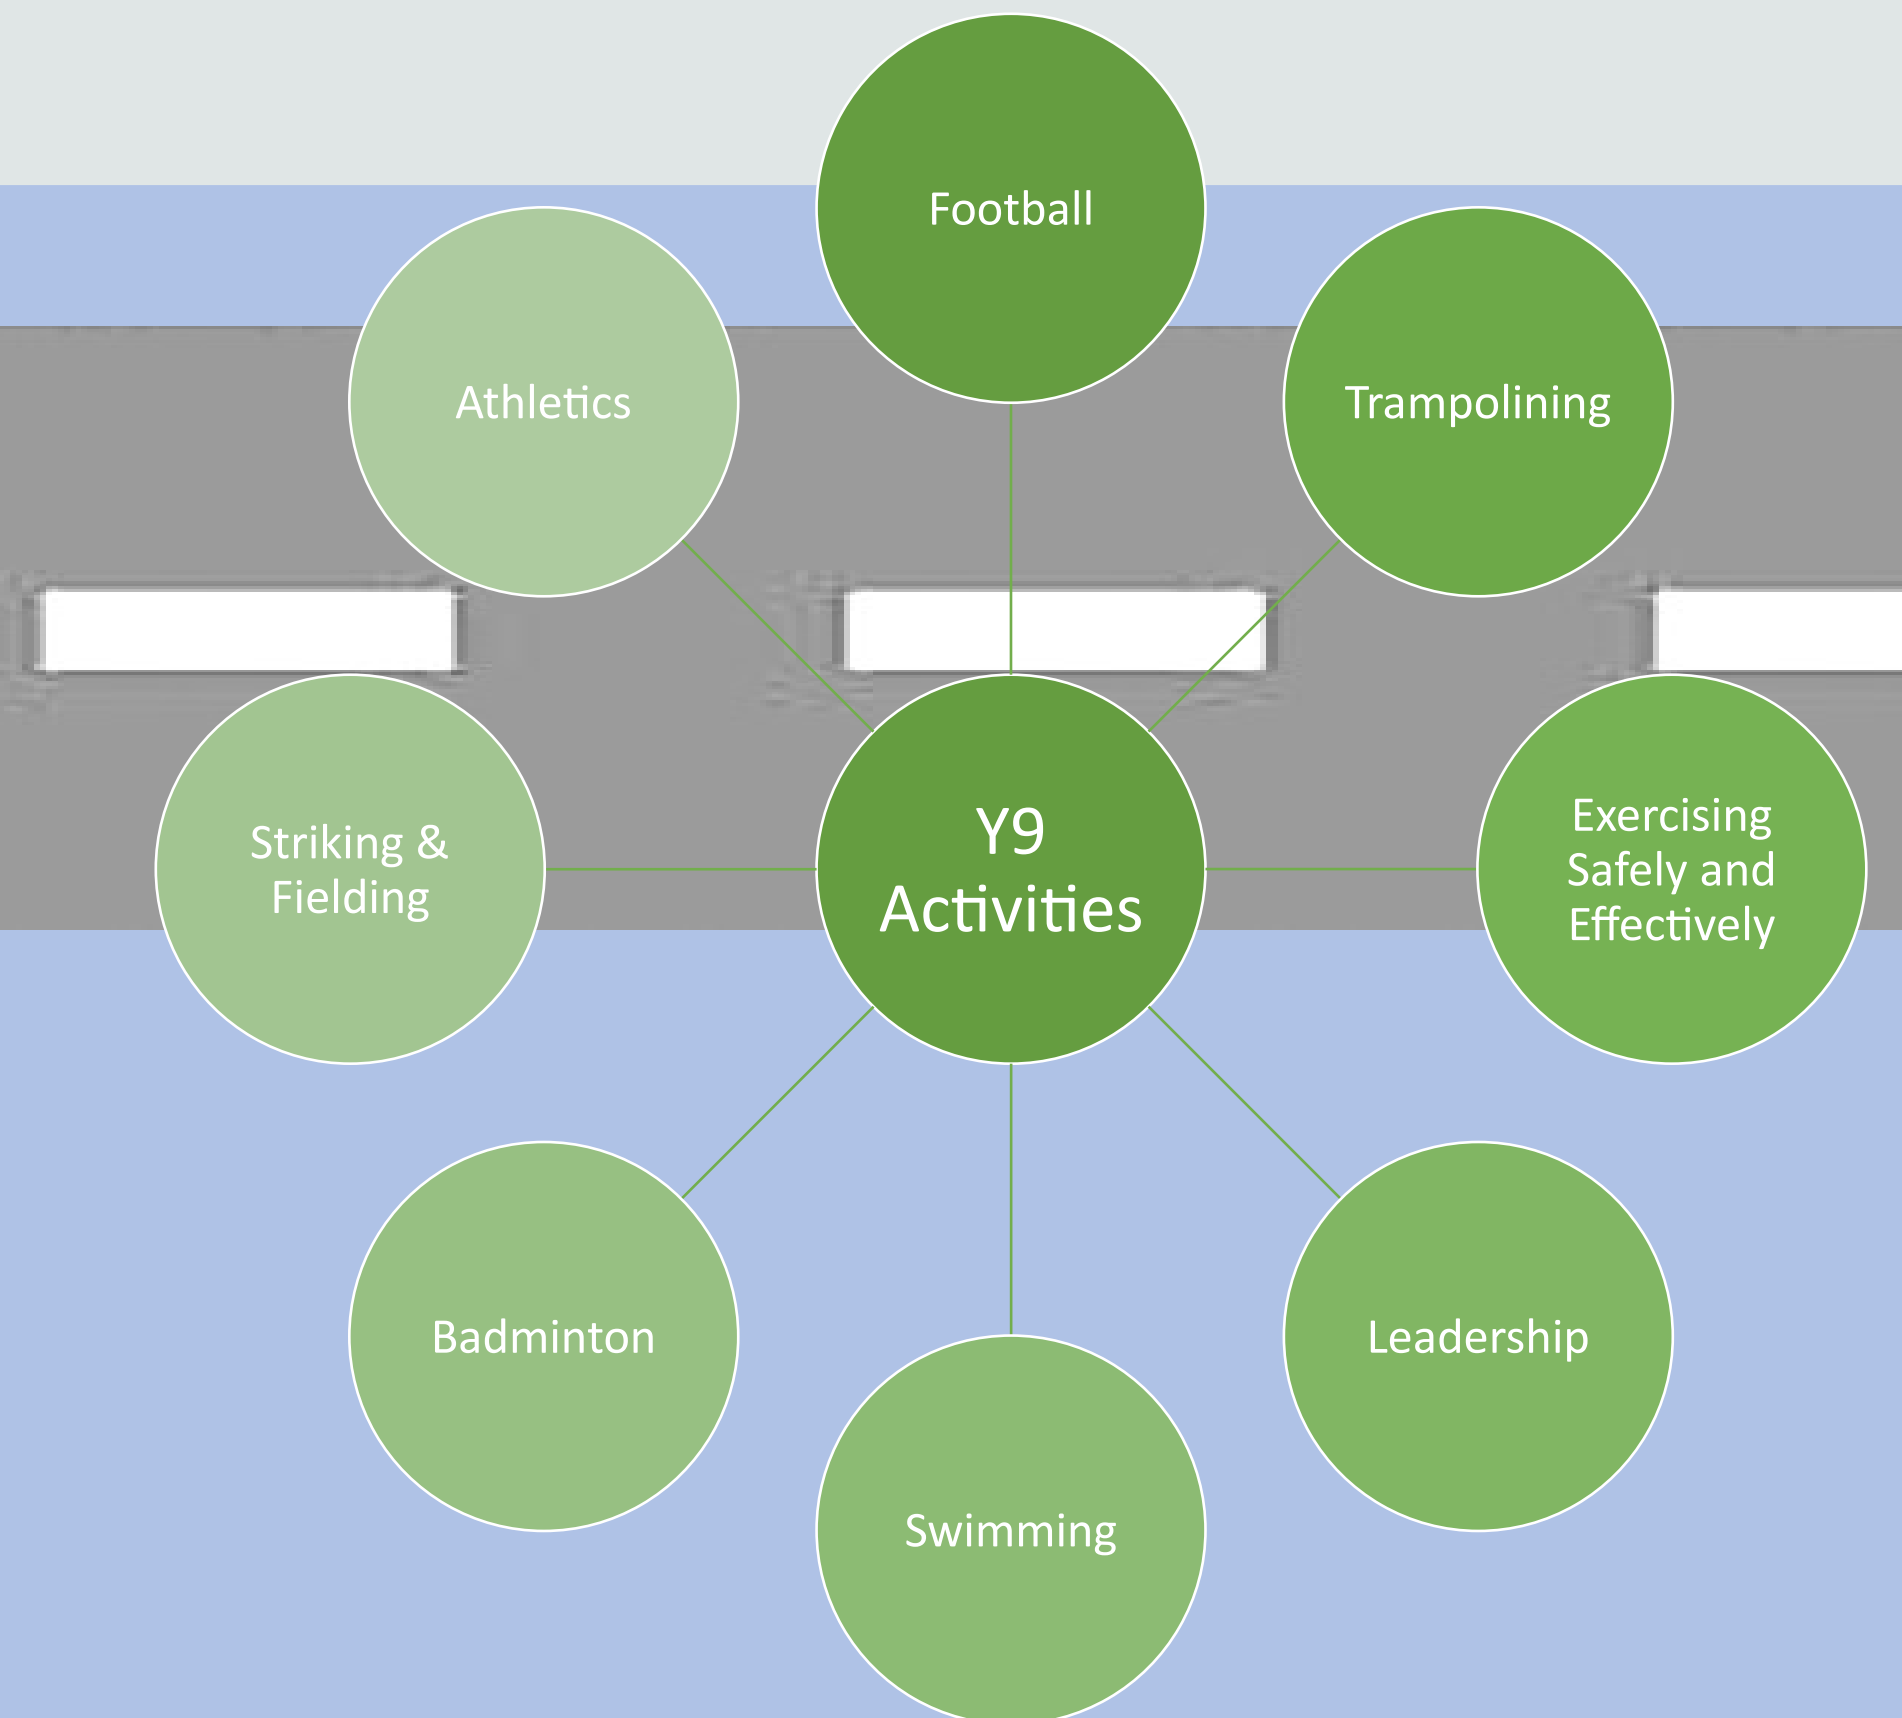 Football
Athletics
Trampolining
Y9
Activities
Striking &
Fielding
Exercising
Safely and
Effectively
Badminton
Leadership
Swimming